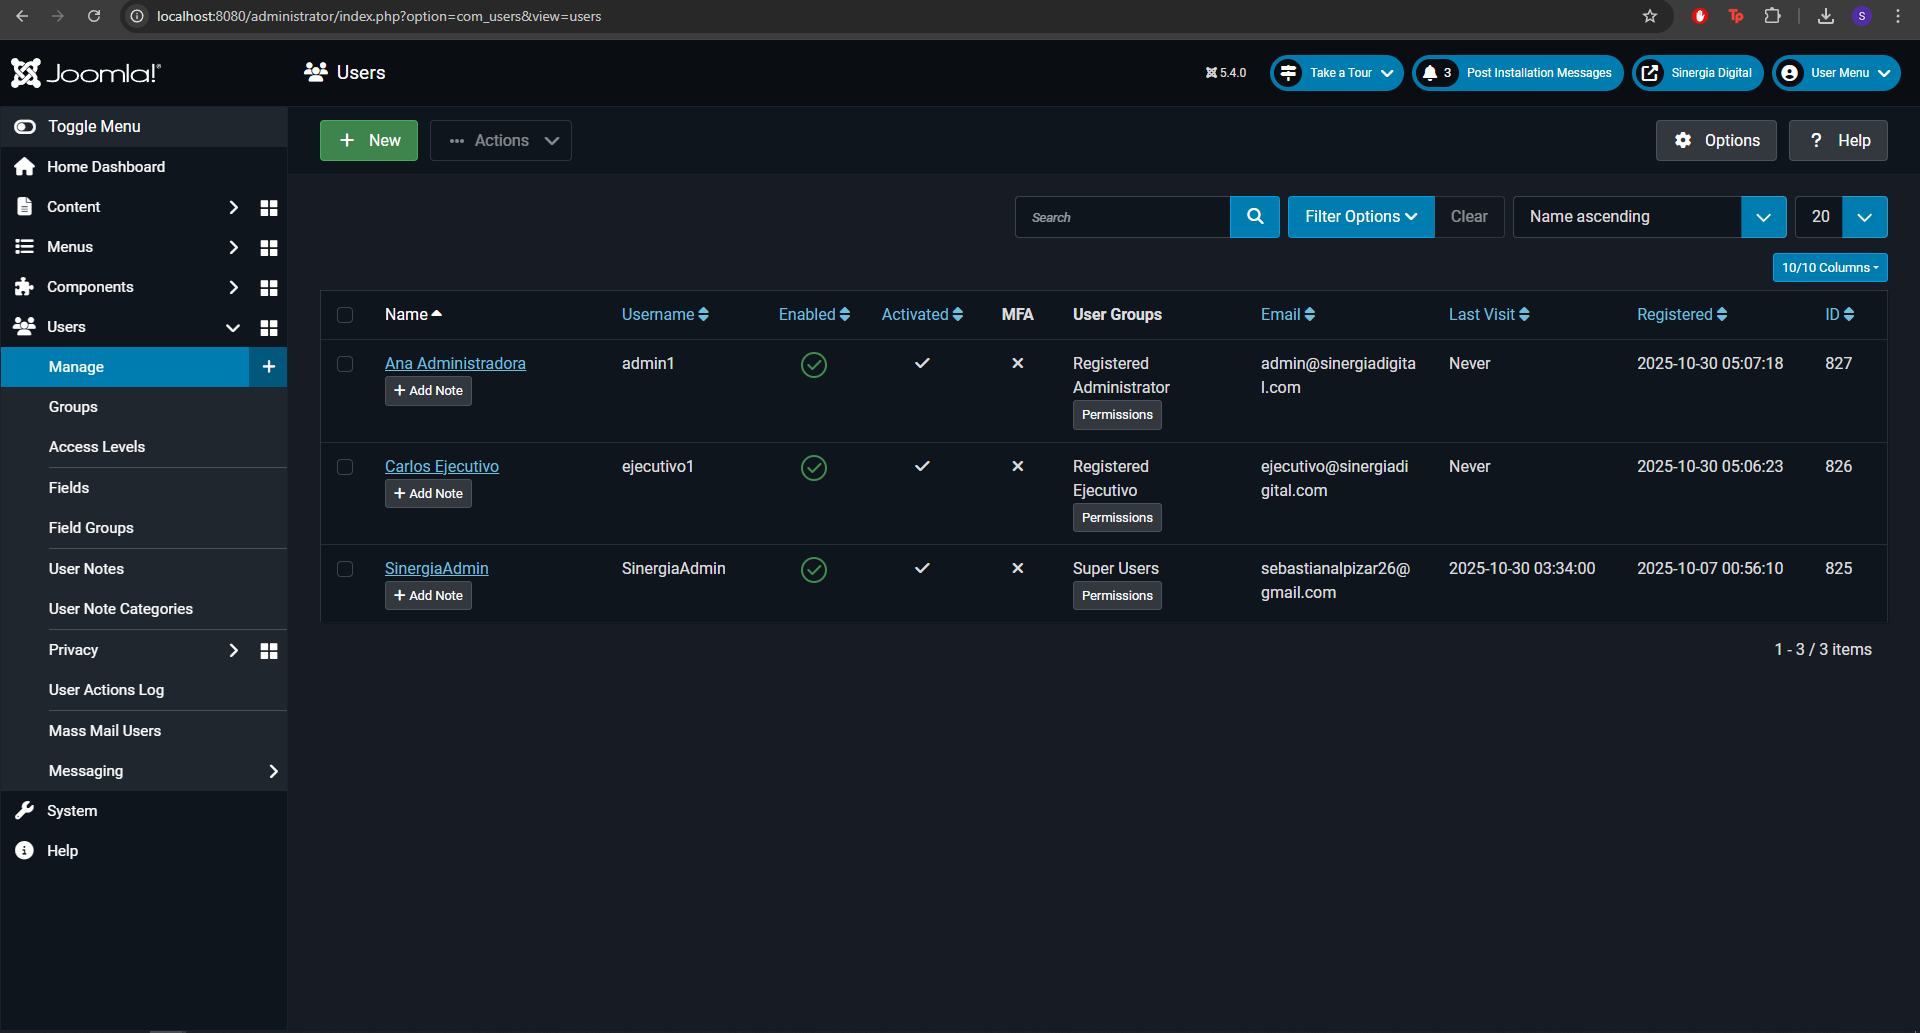 localhost:8080/administrator/index.php?option=com_users&view=users
Tp
S
Joomla!®
Users
5.4.0
Take a Tour
3 Post Installation Messages
Sinergia Digital
User Menu
Toggle Menu
Home Dashboard
Content
Menus
Components
Users
Manage
Groups
Access Levels
Fields
Field Groups
User Notes
User Note Categories
Privacy
User Actions Log
Mass Mail Users
Messaging
System
Help
+ New
Actions
Options
? Help
Search
Filter Options
Clear
Name ascending
20
10/10 Columns
Name Username Enabled Activated MFA User Groups Email Last Visit Registered ID
Ana Administradora admin1 Registered admin@sinergiadigita Never 2025-10-30 05:07:18 827
+ Add Note Administrator l.com
Permissions
Carlos Ejecutivo ejecutivo1 Registered ejecutivo@sinergiadi Never 2025-10-30 05:06:23 826
+ Add Note Ejecutivo gital.com
Permissions
SinergiaAdmin SinergiaAdmin Super Users sebastianalpizar26@ 2025-10-30 03:34:00 2025-10-07 00:56:10 825
+ Add Note Permissions gmail.com
1 - 3 / 3 items